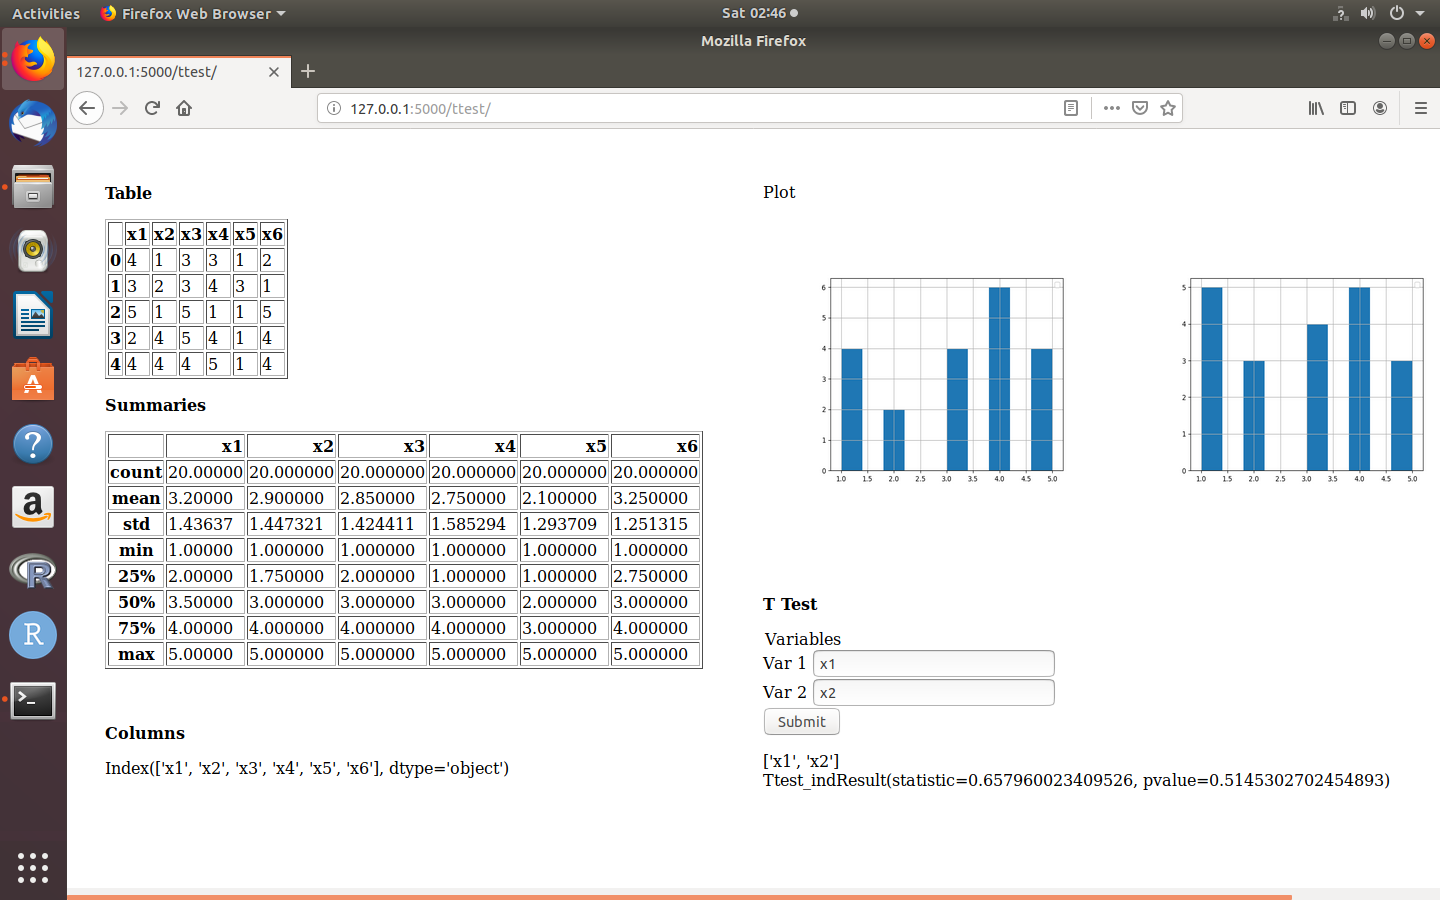 Activities Firefox Web Browser Sat 02:46
Mozilla Firefox
127.0.0.1:5000/ttest/
127.0.0.1:5000/ttest/
Table
x1 x2 x3 x4 x5 x6
0 4 1 3 3 1 2
1 3 2 3 4 3 1
2 5 1 5 1 1 5
3 2 4 5 4 1 4
4 4 4 4 5 1 4
Summaries
x1 x2 x3 x4 x5 x6
count 20.00000 20.000000 20.000000 20.000000 20.000000 20.000000
mean 3.20000 2.900000 2.850000 2.750000 2.100000 3.250000
std 1.43637 1.447321 1.424411 1.585294 1.293709 1.251315
min 1.00000 1.000000 1.000000 1.000000 1.000000 1.000000
25% 2.00000 1.750000 2.000000 1.000000 1.000000 2.750000
50% 3.50000 3.000000 3.000000 3.000000 2.000000 3.000000
75% 4.00000 4.000000 4.000000 4.000000 3.000000 4.000000
max 5.00000 5.000000 5.000000 5.000000 5.000000 5.000000
Columns
Index(['x1', 'x2', 'x3', 'x4', 'x5', 'x6'], dtype='object')
Plot
6
5
4
3
2
1
0
1.0 1.5 2.0 2.5 3.0 3.5 4.0 4.5 5.0
5
4
3
2
1
0
1.0 1.5 2.0 2.5 3.0 3.5 4.0 4.5 5.0
T Test
Variables
Var 1 x1
Var 2 x2
Submit
['x1', 'x2']
Ttest_indResult(statistic=0.657960023409526, pvalue=0.5145302702454893)